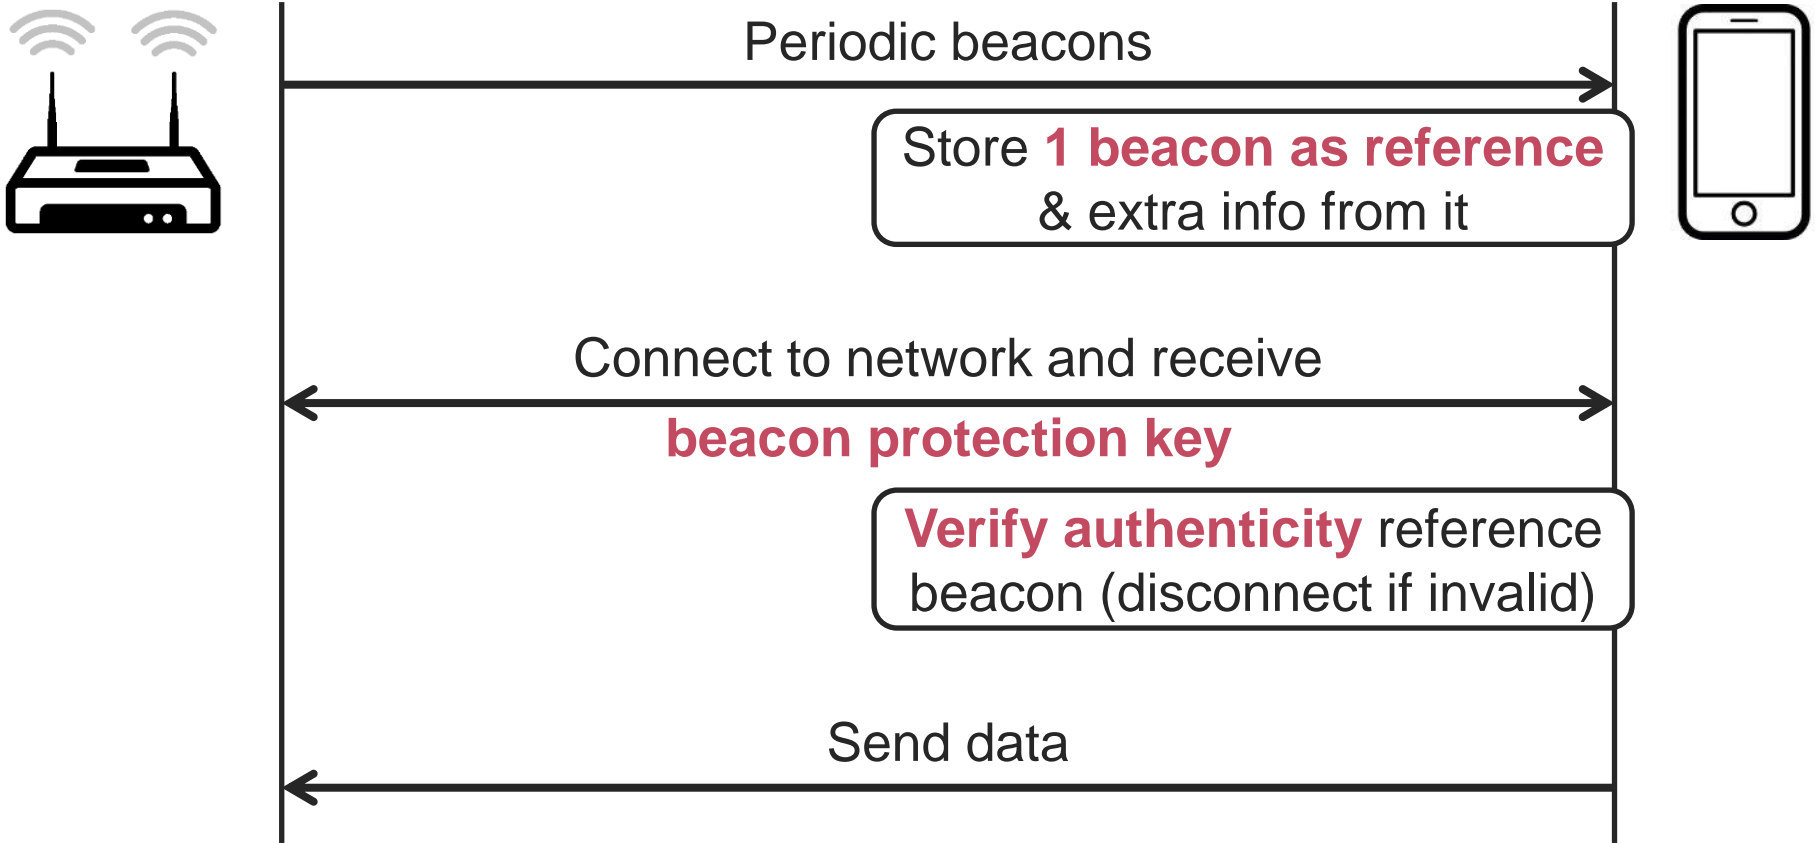 Periodic beacons
Store 1 beacon as reference
& extra info from it
Connect to network and receive
beacon protection key
Verify authenticity reference
beacon (disconnect if invalid)
Send data